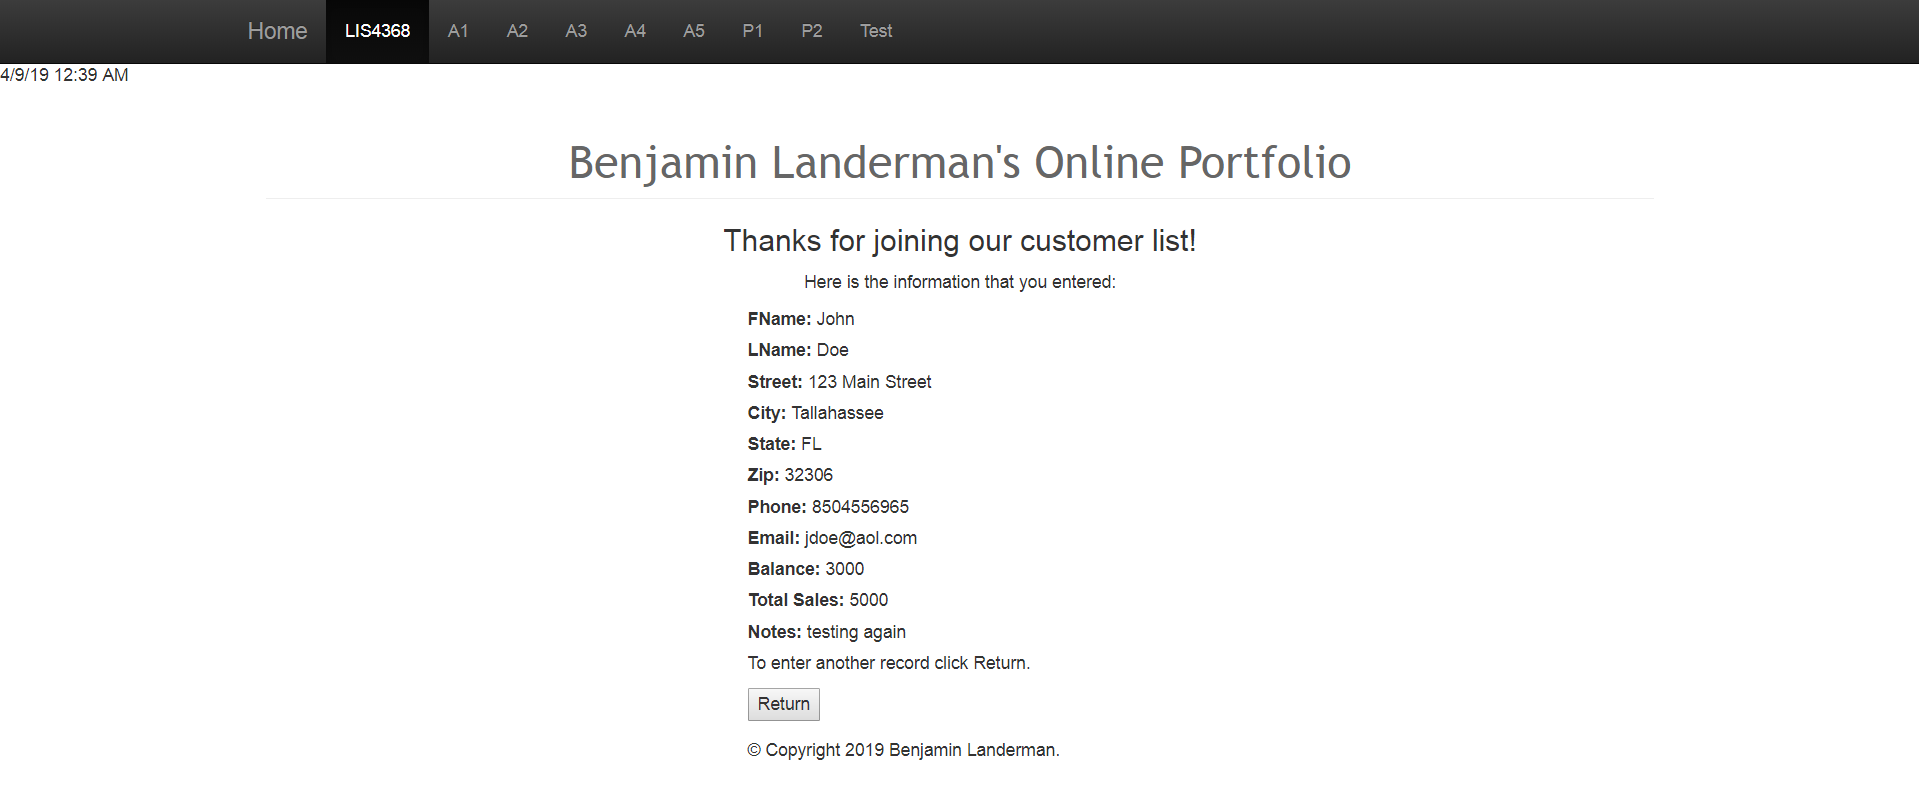 Home LIS4368 A1 A2 A3 A4 A5 P1 P2 Test
4/9/19 12:39 AM
Benjamin Landerman's Online Portfolio
Thanks for joining our customer list!
Here is the information that you entered:
FName: John
LName: Doe
Street: 123 Main Street
City: Tallahassee
State: FL
Zip: 32306
Phone: 8504556965
Email: jdoe@aol.com
Balance: 3000
Total Sales: 5000
Notes: testing again
To enter another record click Return.
Return
© Copyright 2019 Benjamin Landerman.